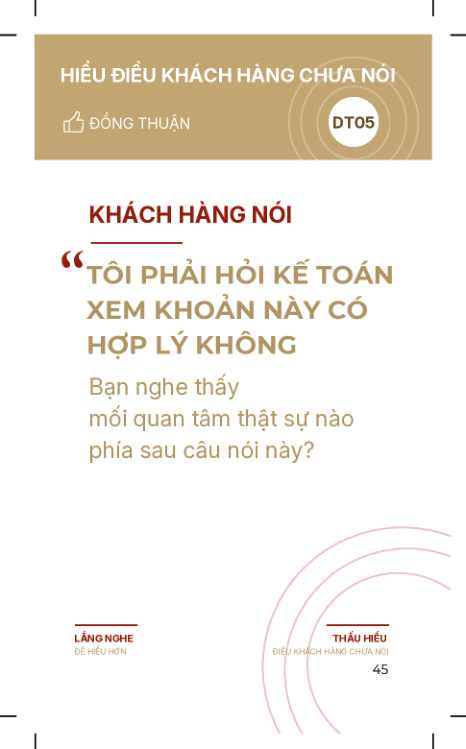 HIỂU ĐIỀU KHÁCH HÀNG CHƯA NÓI
ĐỒNG THUẬN
DT05
KHÁCH HÀNG NÓI
“TÔI PHẢI HỎI KẾ TOÁN
XEM KHOẢN NÀY CÓ
HỢP LÝ KHÔNG
Bạn nghe thấy
mối quan tâm thật sự nào
phía sau câu nói này?
LẮNG NGHE
ĐỂ HIỂU HƠN
THẤU HIỂU
ĐIỀU KHÁCH HÀNG CHƯA NÓI
45